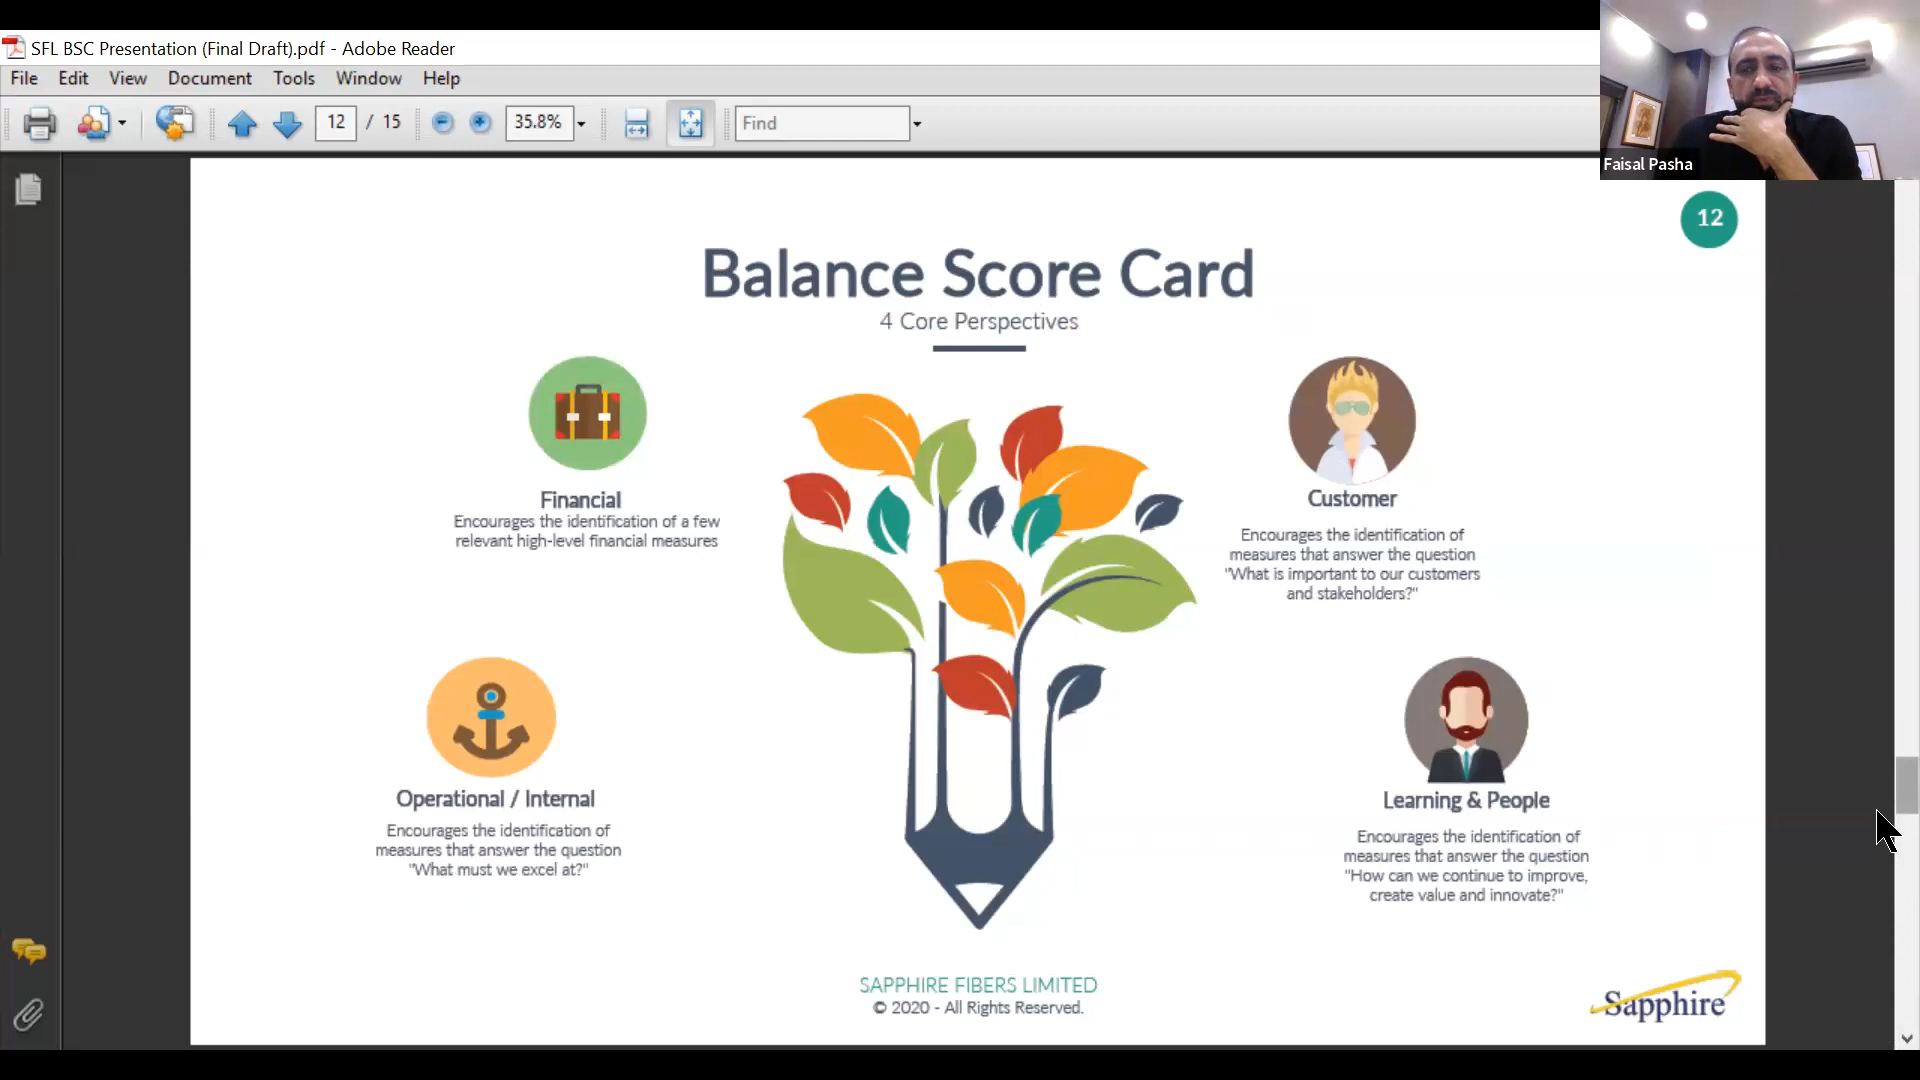 SFL BSC Presentation (Final Draft).pdf - Adobe Reader
File Edit View Document Tools Window Help
12 / 15 35.8% Find
Faisal Pasha
12
Balance Score Card
4 Core Perspectives
Financial
Encourages the identification of a few
relevant high-level financial measures
Customer
Encourages the identification of
measures that answer the question
"What is important to our customers
and stakeholders?"
Operational / Internal
Encourages the identification of
measures that answer the question
"What must we excel at?"
Learning & People
Encourages the identification of
measures that answer the question
"How can we continue to improve,
create value and innovate?"
SAPPHIRE FIBERS LIMITED
© 2020 - All Rights Reserved.
Sapphire